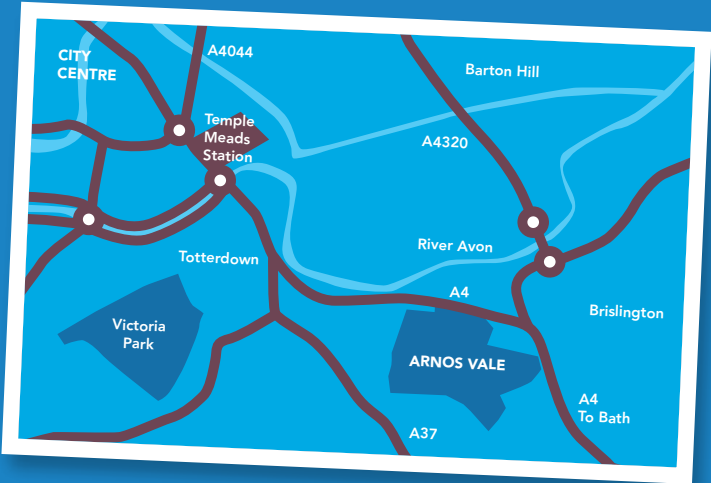 CITY
CENTRE
A4044
Barton Hill
Temple
Meads
Station
A4320
River Avon
Totterdown
A4
Brislington
Victoria
Park
ARNOS VALE
A4
To Bath
A37